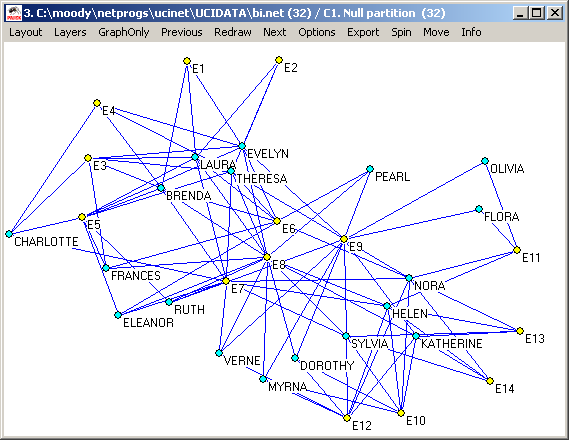 3. C:\moody\netprogs\ucinet\UCIDATA\bi.net (32) / C1. Null partition (32)
Layout Layers GraphOnly Previous Redraw Next Options Export Spin Move Info
E1
E2
E4
EVELYN
E3
LAURA
THERESA
PEARL
OLIVIA
BRENDA
FLORA
E5
E6
CHARLOTTE
E9
E11
E8
FRANCES
E7
NORA
RUTH
HELEN
ELEANOR
E13
SYLVIA
KATHERINE
VERNE
DOROTHY
MYRNA
E14
E12
E10